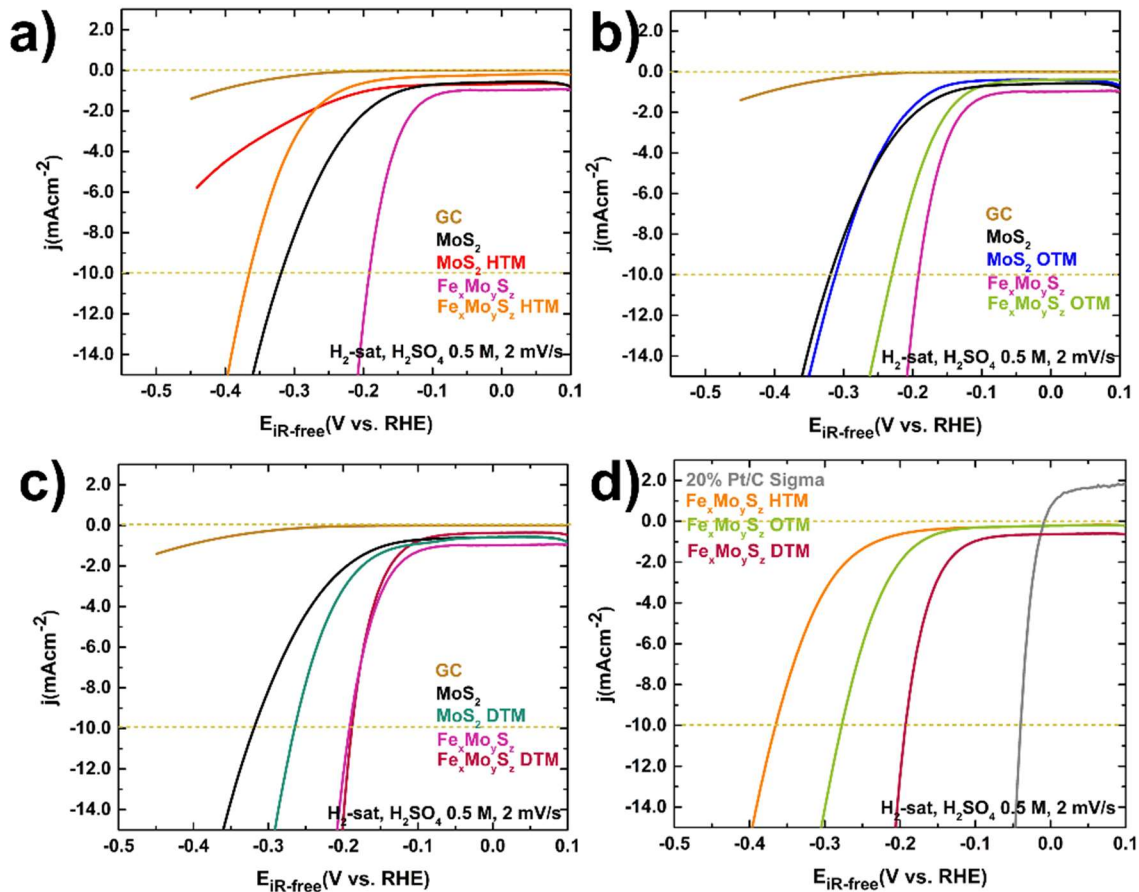 a)
2.0
0.0
-2.0
-4.0
-6.0
-8.0
-10.0
-12.0
-14.0
j(mAcm-2)
GC
MoS2
MoS2 HTM
FexMoySz
FexMoySz HTM
H2-sat, H2SO4 0.5 M, 2 mV/s
-0.5 -0.4 -0.3 -0.2 -0.1 0.0 0.1
EiR-free(V vs. RHE)
b)
2.0
0.0
-2.0
-4.0
-6.0
-8.0
-10.0
-12.0
-14.0
j(mAcm-2)
GC
MoS2
MoS2 OTM
FexMoySz
FexMoySz OTM
H2-sat, H2SO4 0.5 M, 2 mV/s
-0.5 -0.4 -0.3 -0.2 -0.1 0.0 0.1
EiR-free(V vs. RHE)
c)
2.0
0.0
-2.0
-4.0
-6.0
-8.0
-10.0
-12.0
-14.0
j(mAcm-2)
GC
MoS2
MoS2 DTM
FexMoySz
FexMoySz DTM
H2-sat, H2SO4 0.5 M, 2 mV/s
-0.5 -0.4 -0.3 -0.2 -0.1 0.0 0.1
EiR-free(V vs. RHE)
d)
2.0
0.0
-2.0
-4.0
-6.0
-8.0
-10.0
-12.0
-14.0
j(mAcm-2)
20% Pt/C Sigma
FexMoySz HTM
FexMoySz OTM
FexMoySz DTM
H2-sat, H2SO4 0.5 M, 2 mV/s
-0.5 -0.4 -0.3 -0.2 -0.1 0.0 0.1
EiR-free(V vs. RHE)